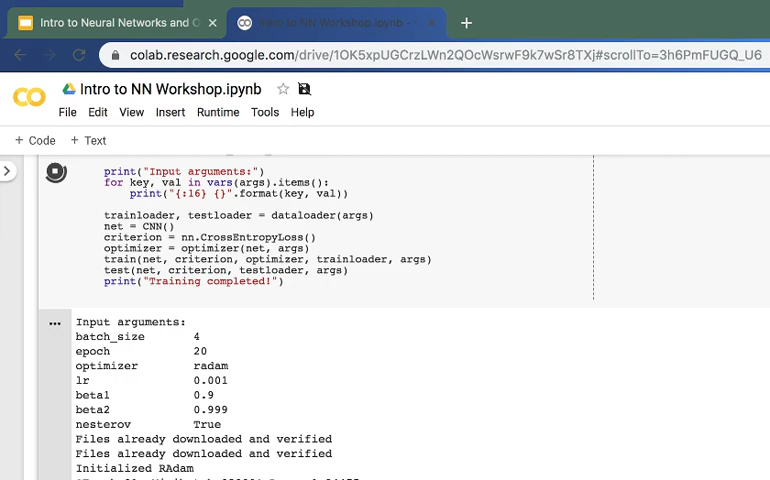 Intro to Neural Networks and C
Intro to NN Workshop.ipynb -
colab.research.google.com/drive/1OK5xpUGCrzLWn2QOcWsrwF9k7wSr8TXj#scrollTo=3h6PmFUGQ_U6
Intro to NN Workshop.ipynb
File Edit View Insert Runtime Tools Help
+ Code + Text
print("Input arguments:")
for key, val in vars(args).items():
print("{:16} {}".format(key, val))
trainloader, testloader = dataloader(args)
net = CNN()
criterion = nn.CrossEntropyLoss()
optimizer = optimizer(net, args)
train(net, criterion, optimizer, trainloader, args)
test(net, criterion, testloader, args)
print("Training completed!")
Input arguments:
batch_size 4
epoch 20
optimizer radam
lr 0.001
beta1 0.9
beta2 0.999
nesterov True
Files already downloaded and verified
Files already downloaded and verified
Initialized RAdam